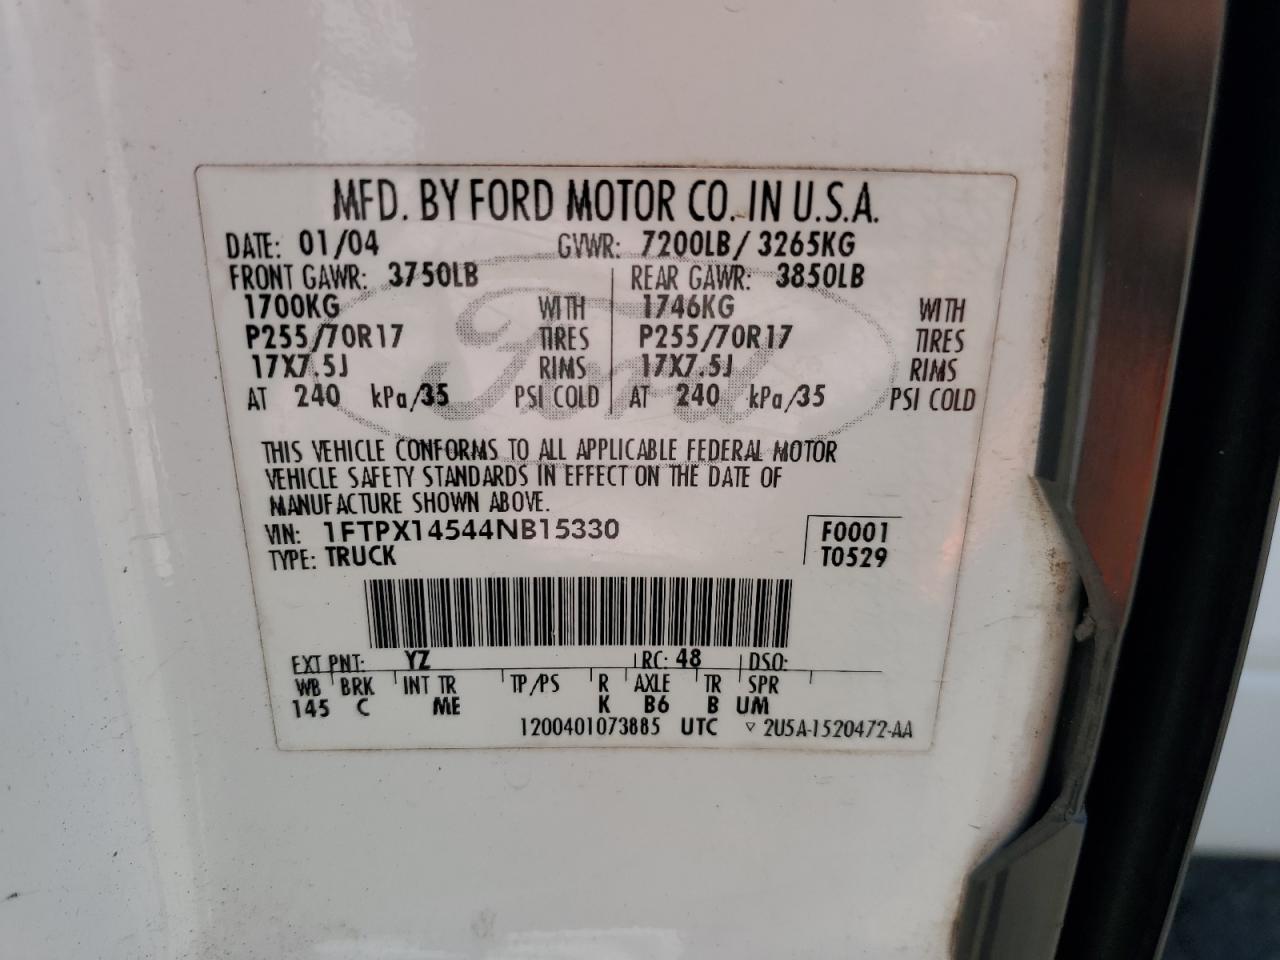 MFD. BY FORD MOTOR CO. IN U.S.A.
DATE: 01/04 GVWR: 7200LB/ 3265KG
FRONT GAWR: 3750LB REAR GAWR: 3850LB
1700KG WITH 1746KG WITH
P255/70R17 TIRES P255/70R17 TIRES
17X7.5J RIMS 17X7.5J RIMS
AT 240 kPa/35 PSI COLD AT 240 kPa/35 PSI COLD
Ford
THIS VEHICLE CONFORMS TO ALL APPLICABLE FEDERAL MOTOR
VEHICLE SAFETY STANDARDS IN EFFECT ON THE DATE OF
MANUFACTURE SHOWN ABOVE.
VIN: 1FTPX14544NB15330 F0001
TYPE: TRUCK T0529
EXT PNT: YZ RC: 48 DSO:
WB BRK INT TR TP/PS R AXLE TR SPR
145 C ME K B6 B UM
1200401073885 UTC ▽ 2U5A-1520472-AA